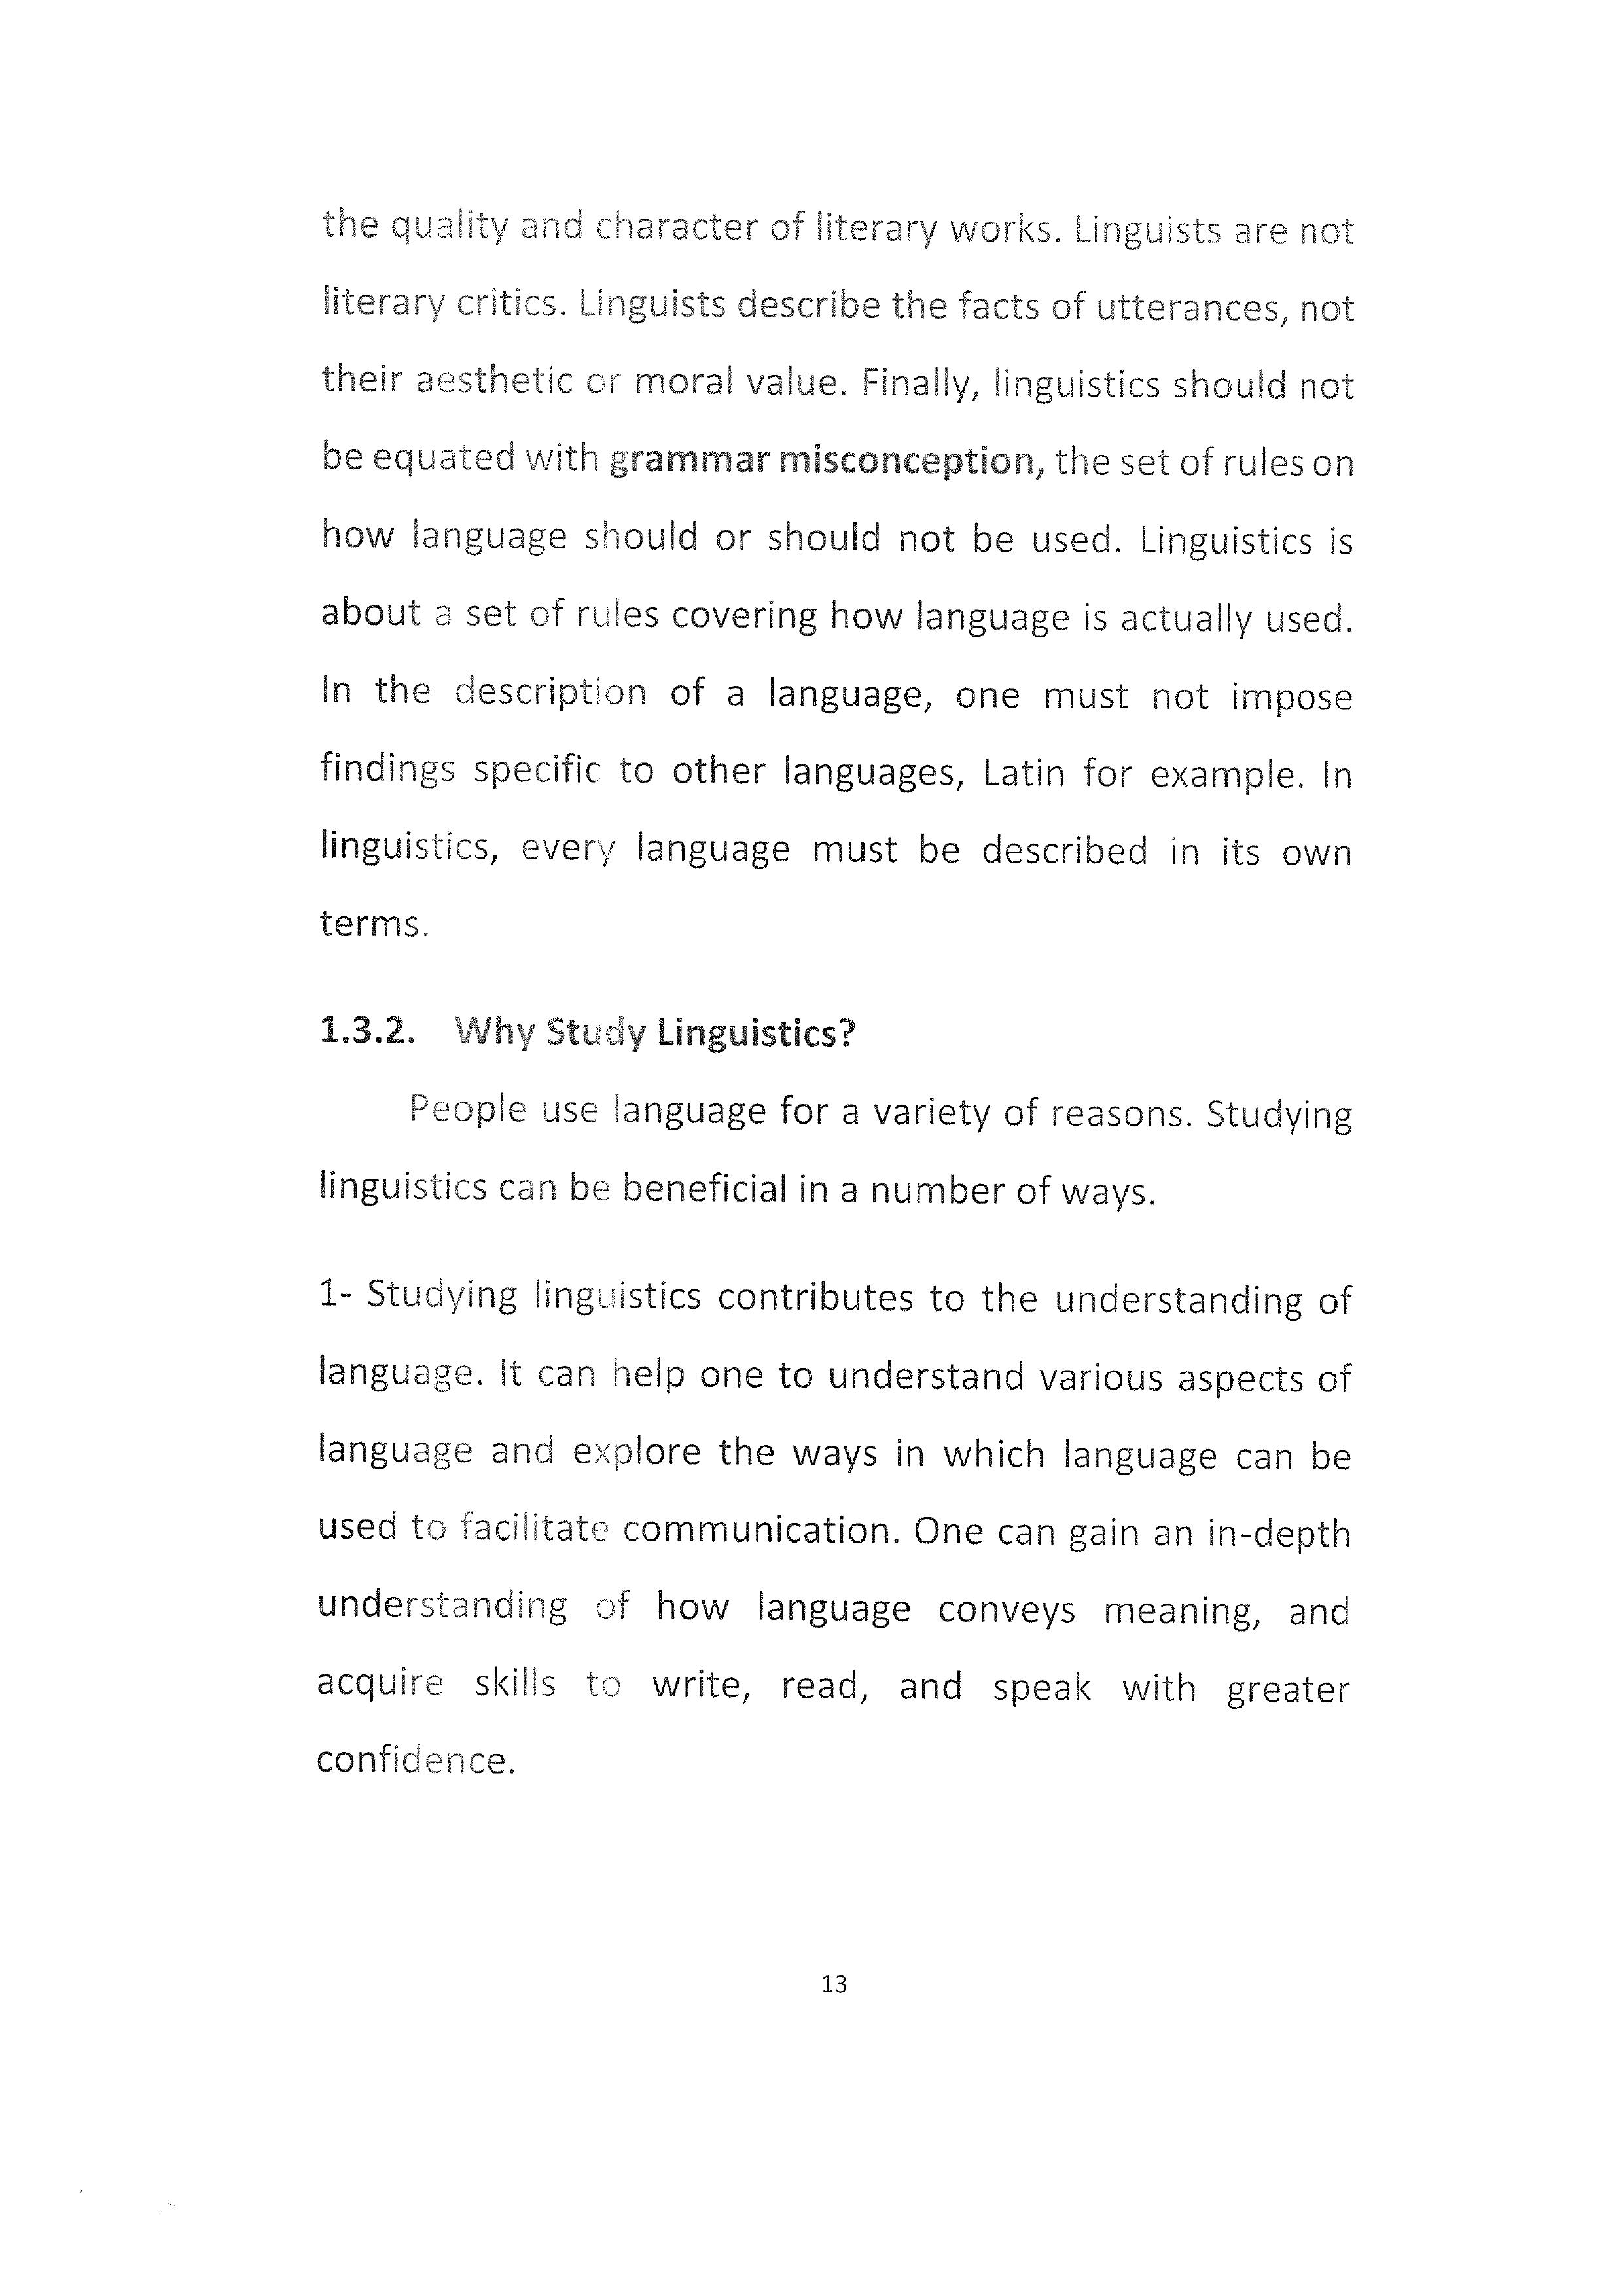 the quality and character of literary works. Linguists are not
literary critics. Linguists describe the facts of utterances, not
their aesthetic or moral value. Finally, linguistics should not
be equated with grammar misconception, the set of rules on
how language should or should not be used. Linguistics is
about a set of rules covering how language is actually used.
In the description of a language, one must not impose
findings specific to other languages, Latin for example. In
linguistics, every language must be described in its own
terms.
1.3.2. Why Study Linguistics?
People use language for a variety of reasons. Studying
linguistics can be beneficial in a number of ways.
1- Studying linguistics contributes to the understanding of
language. It can help one to understand various aspects of
language and explore the ways in which language can be
used to facilitate communication. One can gain an in-depth
understanding of how language conveys meaning, and
acquire skills to write, read, and speak with greater
confidence.
13